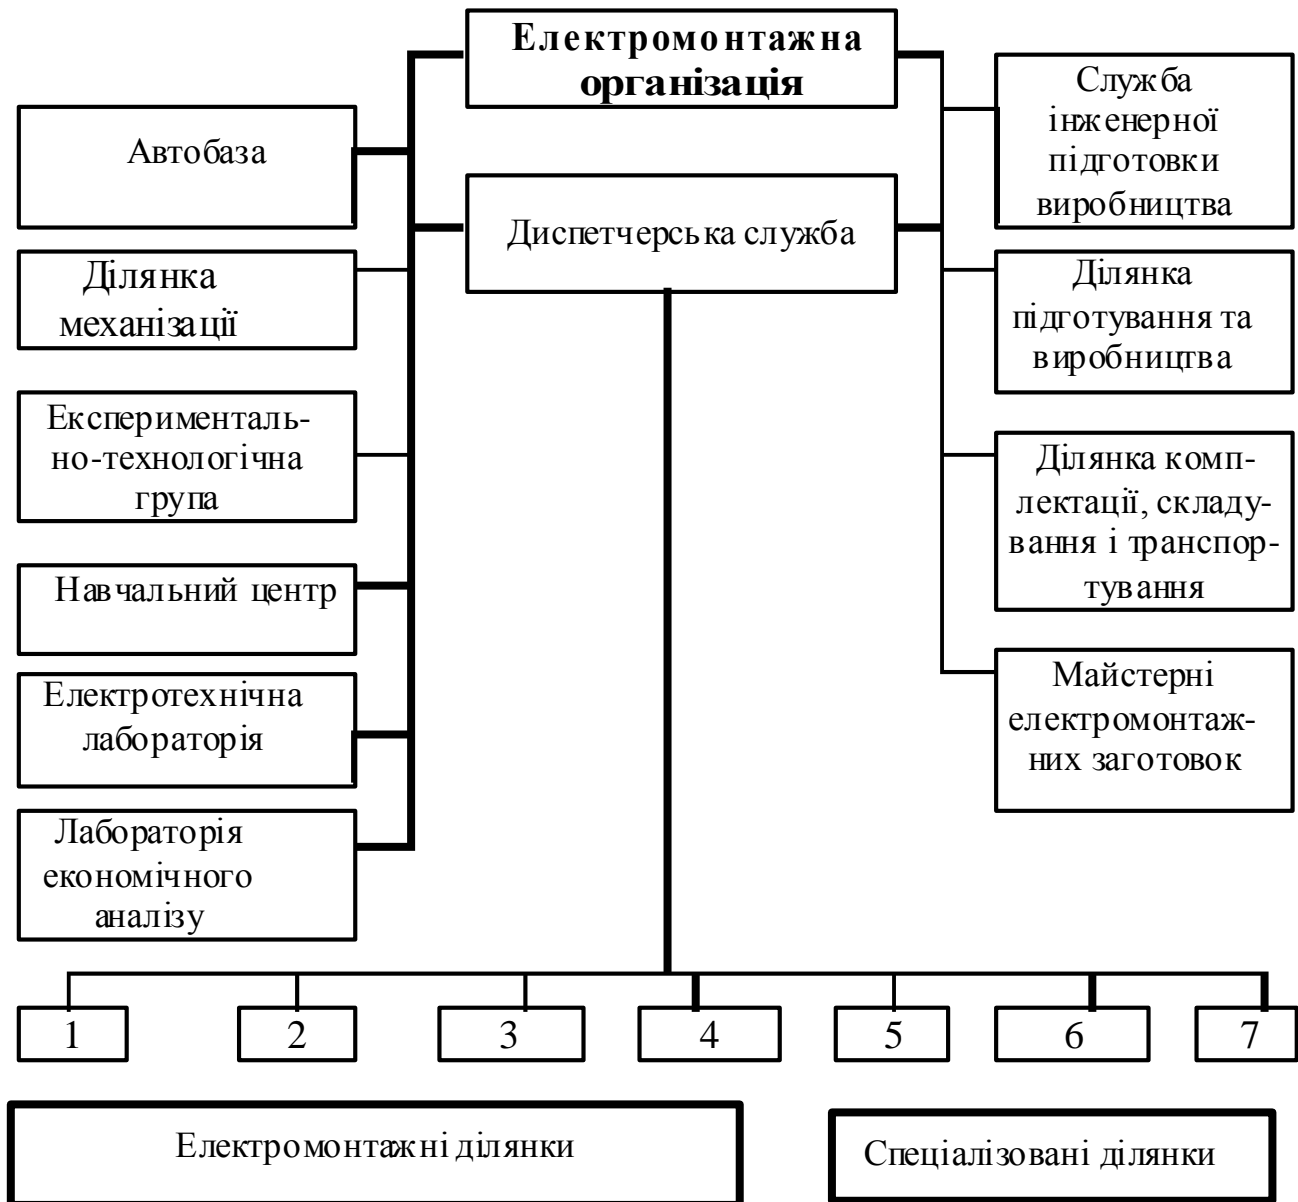 Електромонтажна
організація
Автобаза
Ділянка
механізації
Експерименталь-
но-технологічна
група
Навчальний центр
Електротехнічна
лабораторія
Лабораторія
економічного
аналізу
Диспетчерська служба
Служба
інженерної
підготовки
виробництва
Ділянка
підготування та
виробництва
Ділянка комп-
лектації, складу-
вання і транспор-
тування
Майстерні
електромонтаж-
них заготовок
1
2
3
4
5
6
7
Електромонтажні ділянки
Спеціалізовані ділянки